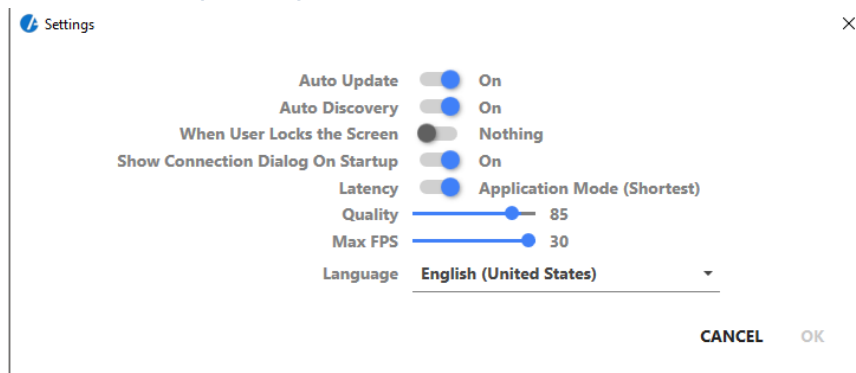 Settings
Auto Update On
Auto Discovery On
When User Locks the Screen Nothing
Show Connection Dialog On Startup On
Latency Application Mode (Shortest)
Quality 85
Max FPS 30
Language English (United States)
CANCEL OK